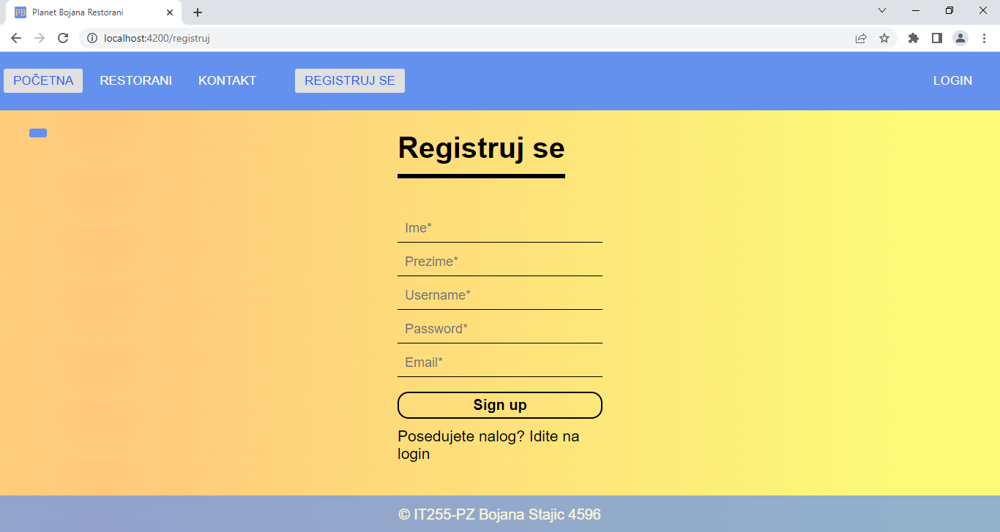 PB Planet Bojana Restorani
localhost:4200/registruj
POČETNA RESTORANI KONTAKT REGISTRUJ SE LOGIN
Registruj se
Ime*
Prezime*
Username*
Password*
Email*
Sign up
Posedujete nalog? Idite na
login
© IT255-PZ Bojana Stajic 4596